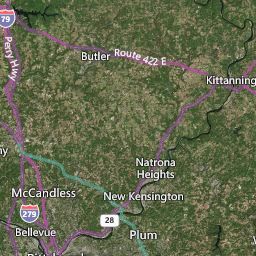 79
Perry Hwy
Butler
Route 422 E
Kittanning
Natrona
Heights
McCandless
New Kensington
279
28
Bellevue
Plum